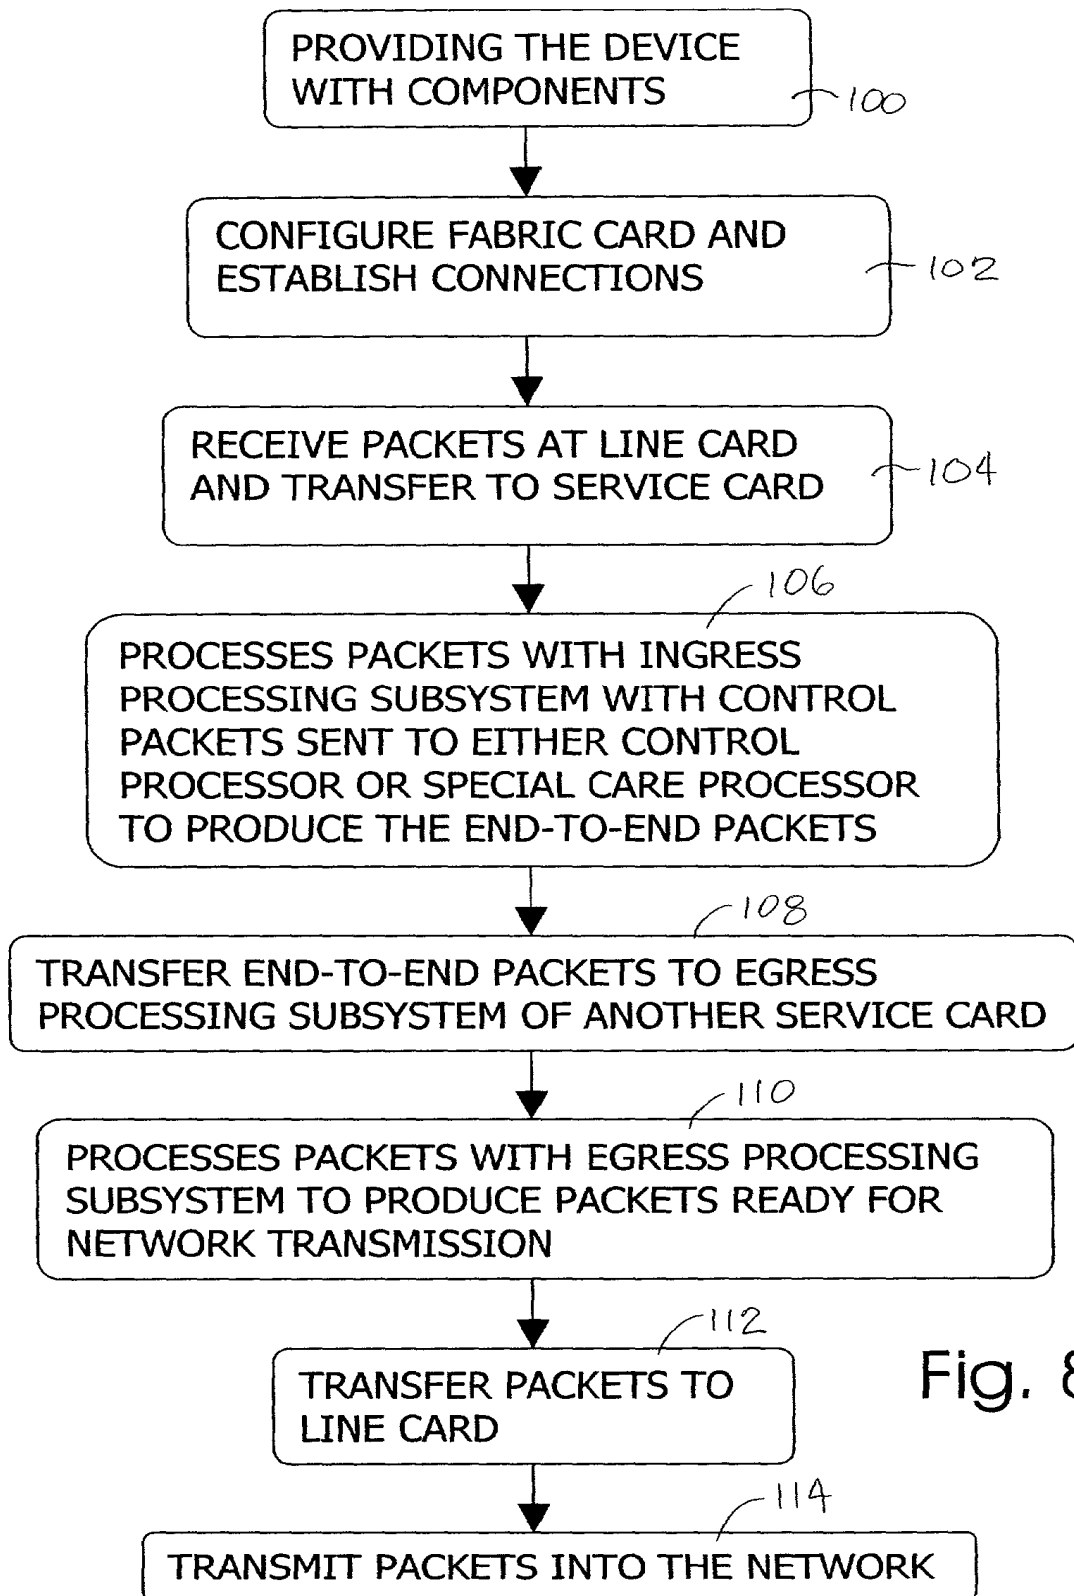 PROVIDING THE DEVICE
WITH COMPONENTS
100
CONFIGURE FABRIC CARD AND
ESTABLISH CONNECTIONS
102
RECEIVE PACKETS AT LINE CARD
AND TRANSFER TO SERVICE CARD
104
106
PROCESSES PACKETS WITH INGRESS
PROCESSING SUBSYSTEM WITH CONTROL
PACKETS SENT TO EITHER CONTROL
PROCESSOR OR SPECIAL CARE PROCESSOR
TO PRODUCE THE END-TO-END PACKETS
108
TRANSFER END-TO-END PACKETS TO EGRESS
PROCESSING SUBSYSTEM OF ANOTHER SERVICE CARD
110
PROCESSES PACKETS WITH EGRESS PROCESSING
SUBSYSTEM TO PRODUCE PACKETS READY FOR
NETWORK TRANSMISSION
112
TRANSFER PACKETS TO
LINE CARD
Fig. 8
114
TRANSMIT PACKETS INTO THE NETWORK